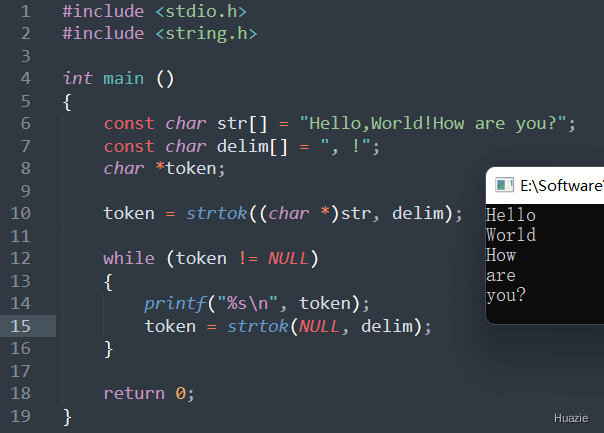 1 #include <stdio.h>
2 #include <string.h>
3
4 int main ()
5 {
6     const char str[] = "Hello,World!How are you?";
7     const char delim[] = ", !";
8     char *token;
9
10     token = strtok((char *)str, delim);
11
12     while (token != NULL)
13     {
14         printf("%s\n", token);
15         token = strtok(NULL, delim);
16     }
17
18     return 0;
19 }
E:\Software\
Hello
World
How
are
you?
Huazie